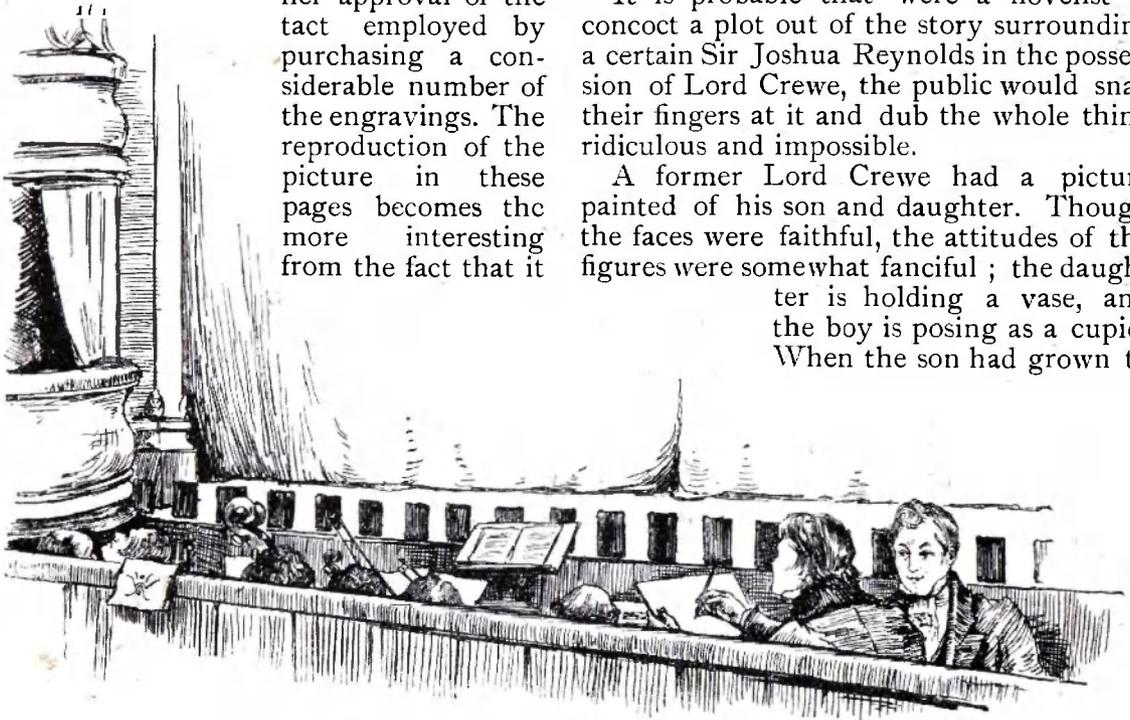 tact employed by
purchasing a con-
siderable number of
the engravings. The
reproduction of the
picture in these
pages becomes the
more interesting
from the fact that it
concoct a plot out of the story surroundin
a certain Sir Joshua Reynolds in the posse
sion of Lord Crewe, the public would sna
their fingers at it and dub the whole thin
ridiculous and impossible.
A former Lord Crewe had a pictur
painted of his son and daughter. Thoug
the faces were faithful, the attitudes of th
figures were somewhat fanciful ; the daugh
ter is holding a vase, an
the boy is posing as a cupi
When the son had grown t